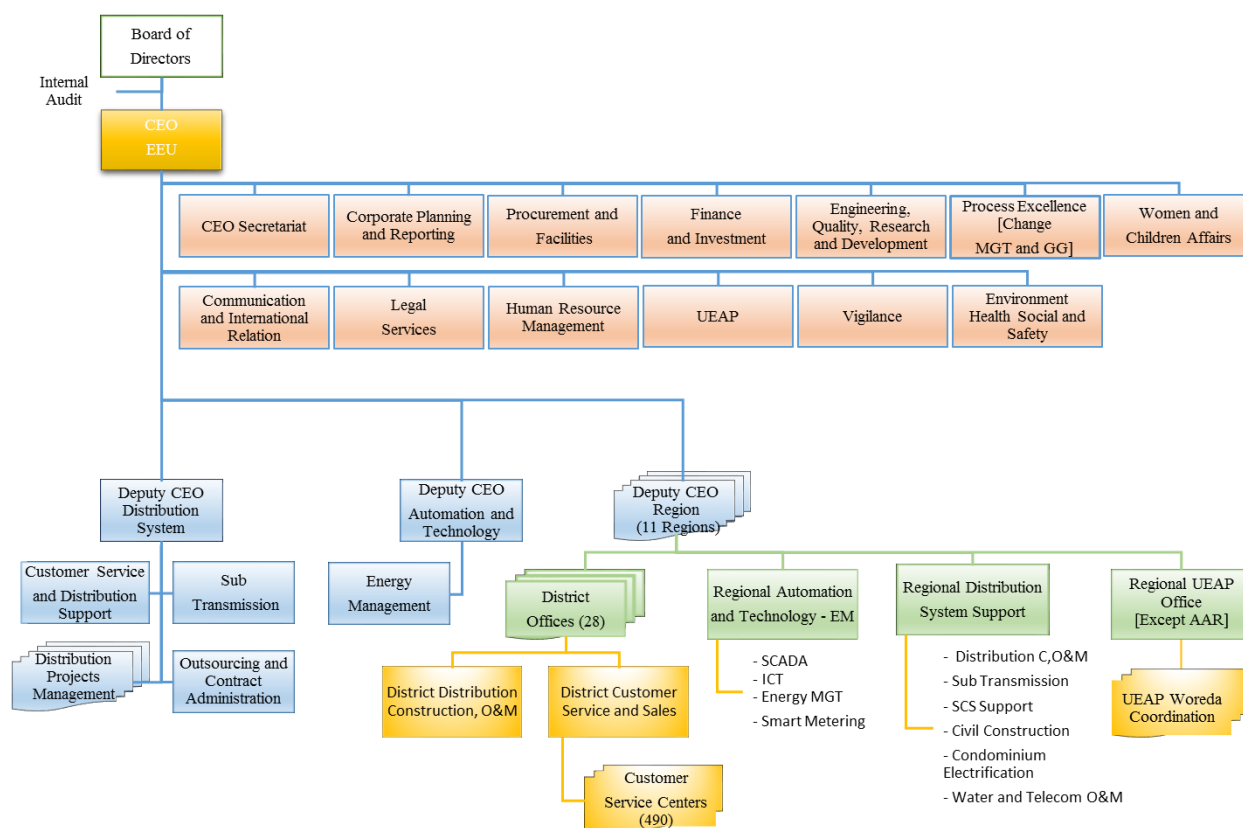 Board of
Directors
Internal
Audit
CEO
EEU
CEO Secretariat
Corporate Planning
and Reporting
Procurement and
Facilities
Finance
and Investment
Engineering,
Quality, Research
and Development
Process Excellence
[Change
MGT and GG]
Women and
Children Affairs
Communication
and International
Relation
Legal
Services
Human Resource
Management
UEAP
Vigilance
Environment
Health Social and
Safety
Deputy CEO
Distribution
System
Deputy CEO
Automation and
Technology
Deputy CEO
Region
(11 Regions)
Customer Service
and Distribution
Support
Sub
Transmission
Distribution
Projects
Management
Outsourcing and
Contract
Administration
Energy
Management
District
Offices (28)
Regional Automation
and Technology - EM
Regional Distribution
System Support
Regional UEAP
Office
[Except AAR]
District Distribution
Construction, O&M
District Customer
Service and Sales
Customer
Service Centers
(490)
- SCADA
- ICT
- Energy MGT
- Smart Metering
- Distribution C,O&M
- Sub Transmission
- SCS Support
- Civil Construction
- Condominium
Electrification
- Water and Telecom O&M
UEAP Woreda
Coordination